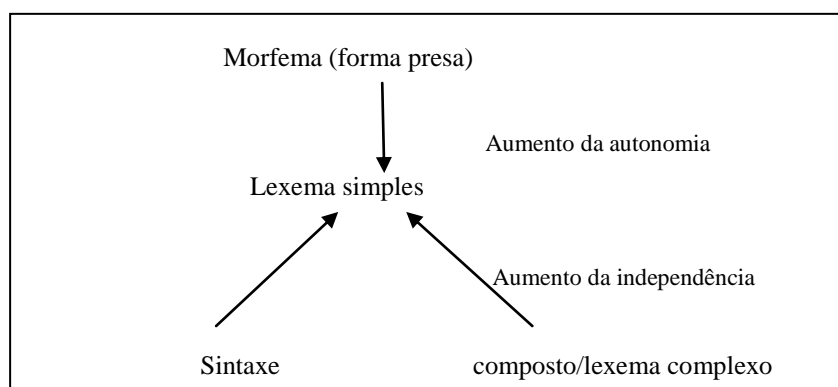 Morfema (forma presa)
Aumento da autonomia
Lexema simples
Aumento da independência
Sintaxe
composto/lexema complexo